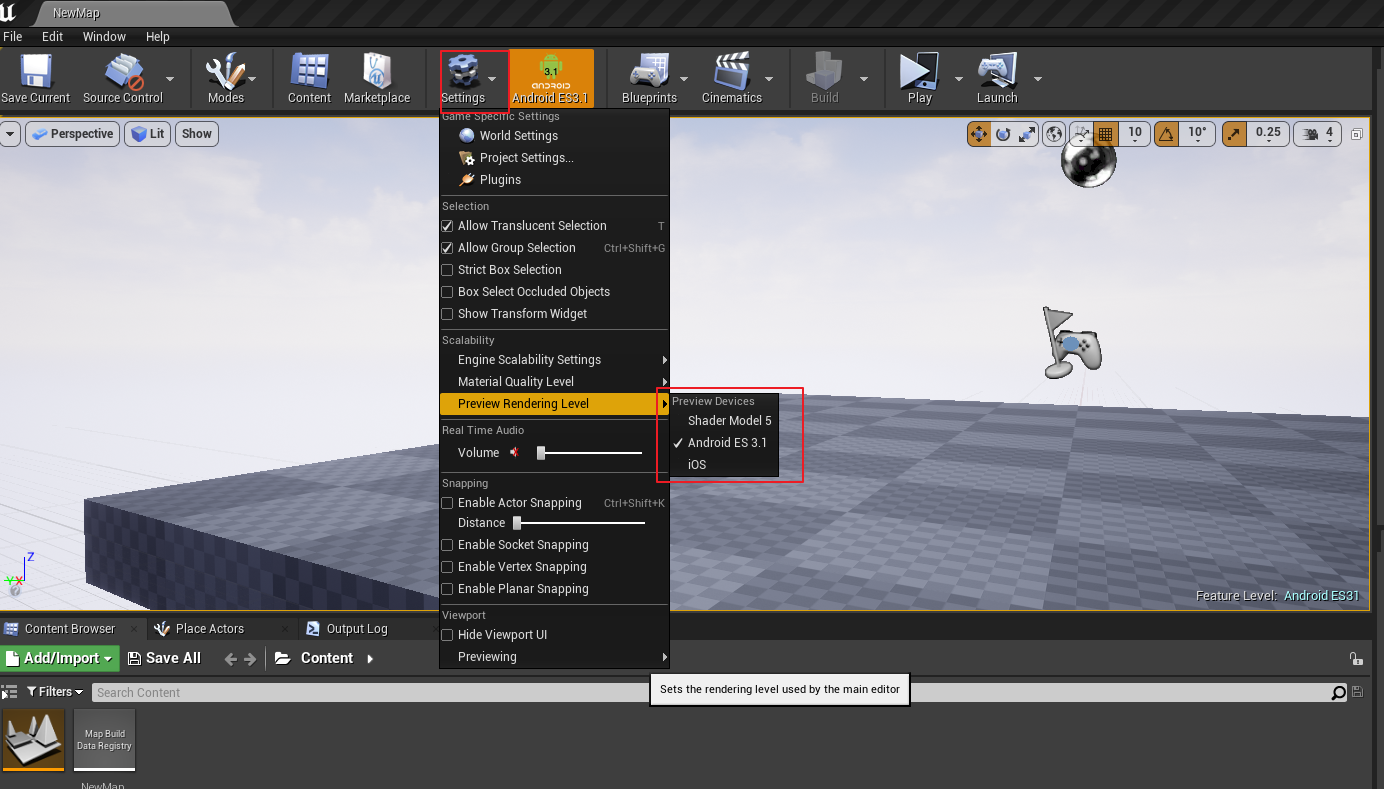 NewMap
File Edit Window Help
Save Current Source Control Modes Content Marketplace Settings Android ES3.1 Blueprints Cinematics Build Play Launch
3.1
ANDROID
Perspective Lit Show 10 10° 0.25 4
Game Specific Settings
World Settings
Project Settings...
Plugins
Selection
Allow Translucent Selection T
Allow Group Selection Ctrl+Shift+G
Strict Box Selection
Box Select Occluded Objects
Show Transform Widget
Scalability
Engine Scalability Settings
Material Quality Level
Preview Rendering Level
Preview Devices
Shader Model 5
Android ES 3.1
iOS
Real Time Audio
Volume
Snapping
Enable Actor Snapping Ctrl+Shift+K
Distance
Enable Socket Snapping
Enable Vertex Snapping
Enable Planar Snapping
Viewport
Hide Viewport UI
Previewing
Z
Y X
Feature Level: Android ES31
Content Browser Place Actors Output Log
Add/Import Save All Content
Sets the rendering level used by the main editor
Filters Search Content
Map Build
Data Registry
NewMap